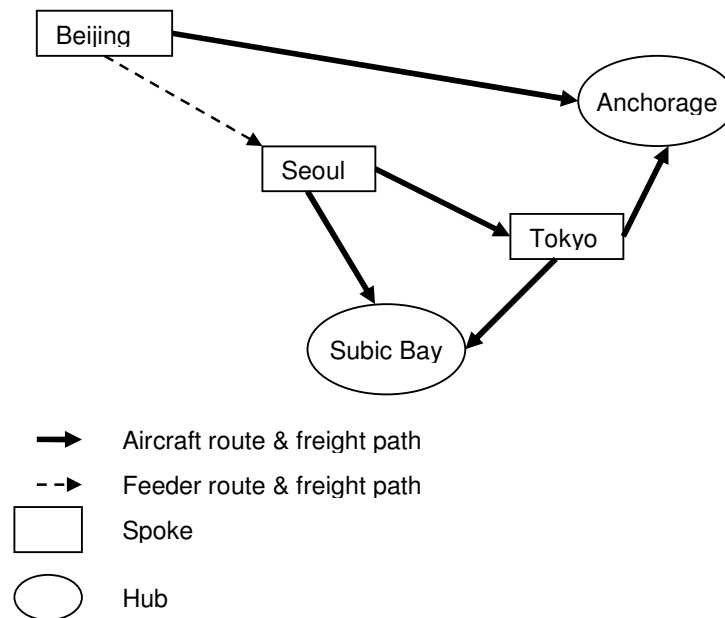 Beijing
Anchorage
Seoul
Tokyo
Subic Bay
Aircraft route & freight path
Feeder route & freight path
Spoke
Hub